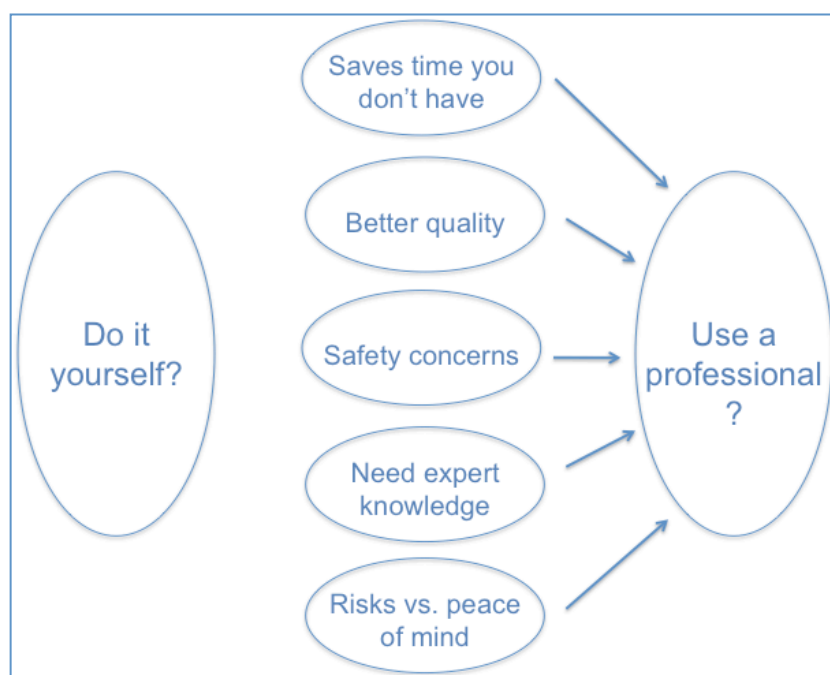 Do it
yourself?
Saves time you
don't have
Better quality
Safety concerns
Need expert
knowledge
Risks vs. peace
of mind
Use a
professional
?